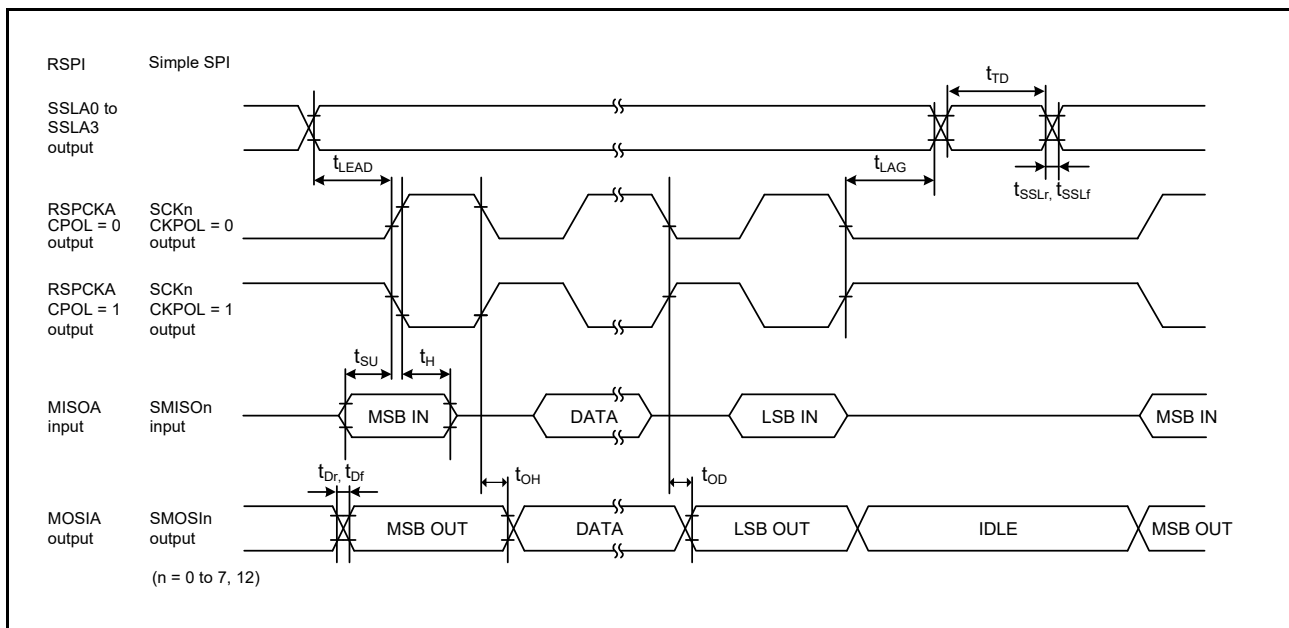 RSPI Simple SPI
SSLA0 to
SSLA3
output
tTD
tLEAD
tLAG
tSSLr, tSSLf
RSPCKA SCKn
CPOL = 0 CKPOL = 0
output output
RSPCKA SCKn
CPOL = 1 CKPOL = 1
output output
tSU tH
MISOA SMISOn
input input
MSB IN DATA LSB IN MSB IN
tDr, tDf tOH tOD
MOSIA SMOSIn
output output
MSB OUT DATA LSB OUT IDLE MSB OUT
(n = 0 to 7, 12)